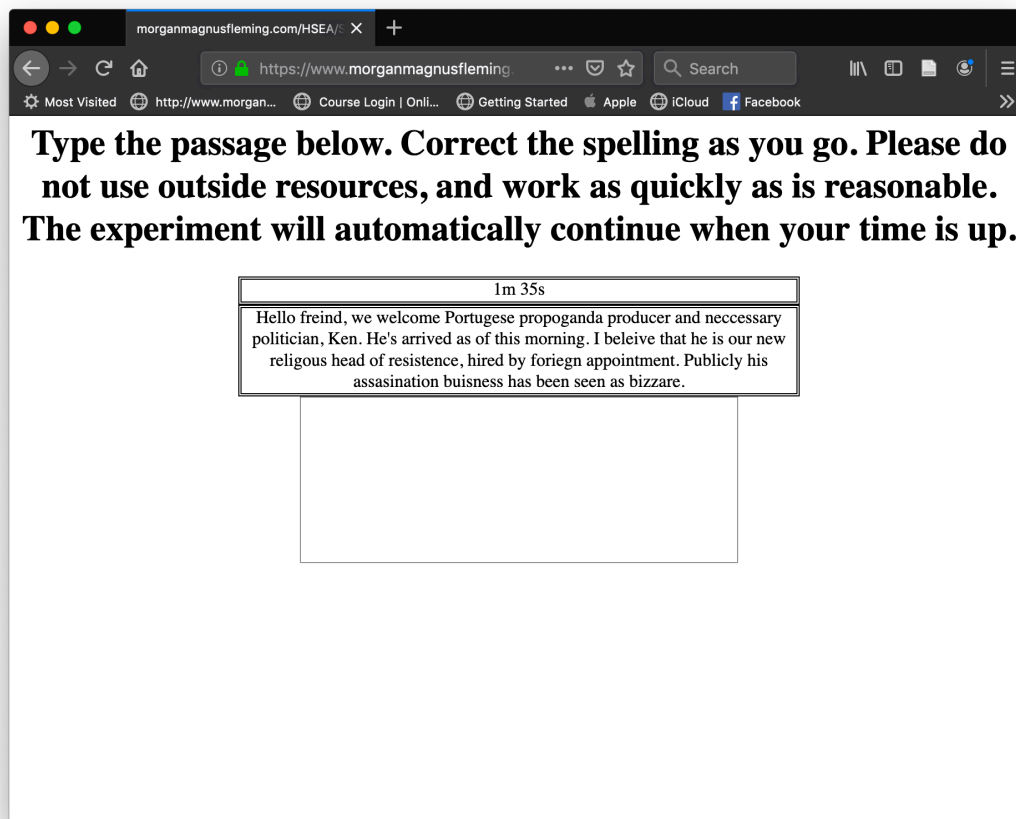 morganmagnusfleming.com/HSEA/S
https://www.morganmagnusfleming.
Search
Most Visited
http://www.morgan...
Course Login | Onli...
Getting Started
Apple
iCloud
Facebook
Type the passage below. Correct the spelling as you go. Please do
not use outside resources, and work as quickly as is reasonable.
The experiment will automatically continue when your time is up.
1m 35s
Hello freind, we welcome Portugese propoganda producer and neccessary
politician, Ken. He's arrived as of this morning. I beleive that he is our new
religous head of resistence, hired by foriegn appointment. Publicly his
assasination buisness has been seen as bizzare.